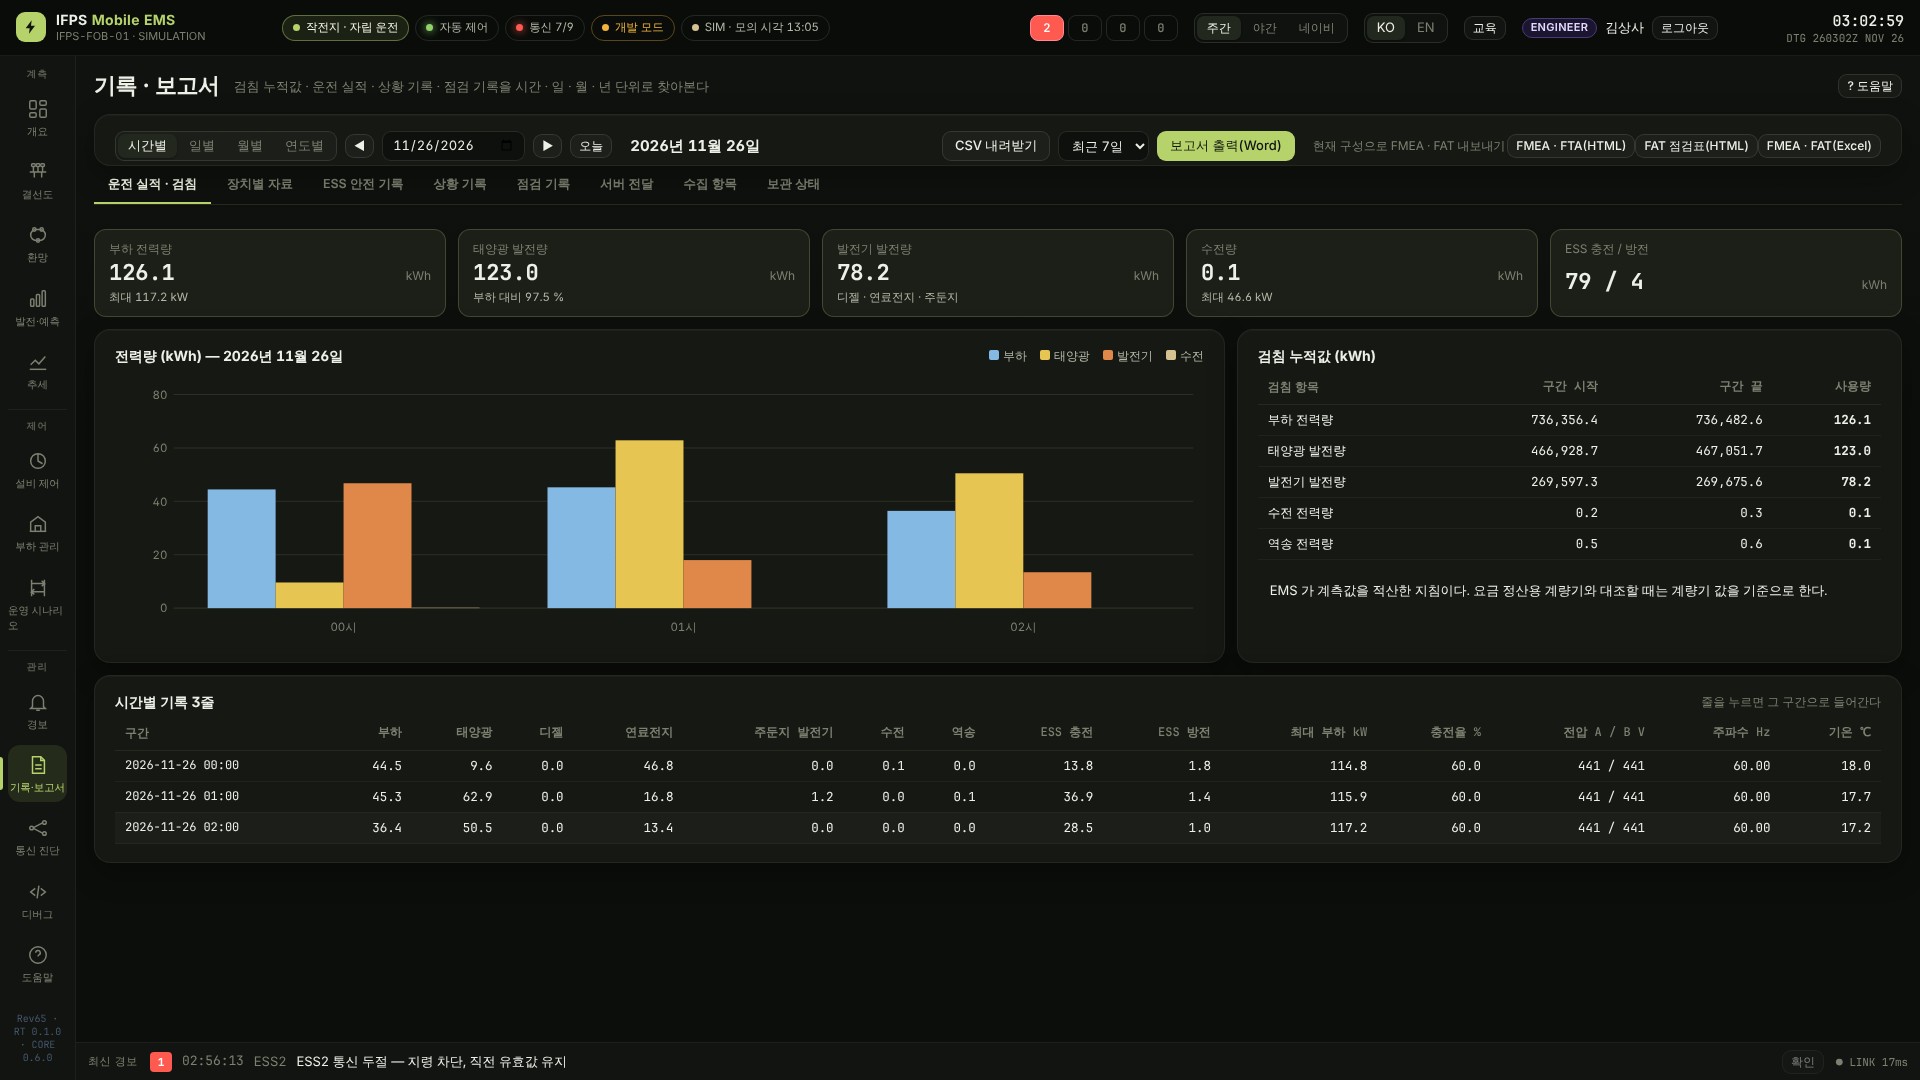 IFPS Mobile EMS
IFPS-FOB-01 · SIMULATION
작전지 · 자립 운전
자동 제어
통신 7/9
개발 모드
SIM · 모의 시각 13:05
2 0 0 0
주간 야간 네이비
KO EN
교육
ENGINEER 김상사 로그아웃
03:02:59
DTG 260302Z NOV 26
계측
개요
결선도
환망
발전·예측
추세
제어
설비 제어
부하 관리
운영 시나리
오
관리
경보
기록·보고서
통신 진단
디버그
도움말
Rev65 ·
RT 0.1.0
· CORE
0.6.0
기록 · 보고서
검침 누적값 · 운전 실적 · 상황 기록 · 점검 기록을 시간 · 일 · 월 · 년 단위로 찾아본다
? 도움말
시간별 일별 월별 연도별
◀ 11/26/2026 ▶ 오늘
2026년 11월 26일
CSV 내려받기
최근 7일
보고서 출력(Word)
현재 구성으로 FMEA · FAT 내보내기
FMEA · FTA(HTML)
FAT 점검표(HTML)
FMEA · FAT(Excel)
운전 실적 · 검침 장치별 자료 ESS 안전 기록 상황 기록 점검 기록 서버 전달 수집 항목 보관 상태
부하 전력량
126.1 kWh
최대 117.2 kW
태양광 발전량
123.0 kWh
부하 대비 97.5 %
발전기 발전량
78.2 kWh
디젤 · 연료전지 · 주둔지
수전량
0.1 kWh
최대 46.6 kW
ESS 충전 / 방전
79 / 4 kWh
전력량 (kWh) — 2026년 11월 26일
부하 태양광 발전기 수전
80
60
40
20
0
00시 01시 02시
검침 누적값 (kWh)
검침 항목 구간 시작 구간 끝 사용량
부하 전력량 736,356.4 736,482.6 126.1
태양광 발전량 466,928.7 467,051.7 123.0
발전기 발전량 269,597.3 269,675.6 78.2
수전 전력량 0.2 0.3 0.1
역송 전력량 0.5 0.6 0.1
EMS 가 계측값을 적산한 지침이다. 요금 정산용 계량기와 대조할 때는 계량기 값을 기준으로 한다.
시간별 기록 3줄
줄을 누르면 그 구간으로 들어간다
구간 부하 태양광 디젤 연료전지 주둔지 발전기 수전 역송 ESS 충전 ESS 방전 최대 부하 kW 충전율 % 전압 A / B V 주파수 Hz 기온 ℃
2026-11-26 00:00 44.5 9.6 0.0 46.8 0.0 0.1 0.0 13.8 1.8 114.8 60.0 441 / 441 60.00 18.0
2026-11-26 01:00 45.3 62.9 0.0 16.8 1.2 0.0 0.1 36.9 1.4 115.9 60.0 441 / 441 60.00 17.7
2026-11-26 02:00 36.4 50.5 0.0 13.4 0.0 0.0 0.0 28.5 1.0 117.2 60.0 441 / 441 60.00 17.2
최신 경보 1 02:56:13 ESS2 ESS2 통신 두절 — 지령 차단, 직전 유효값 유지
확인
LINK 17ms